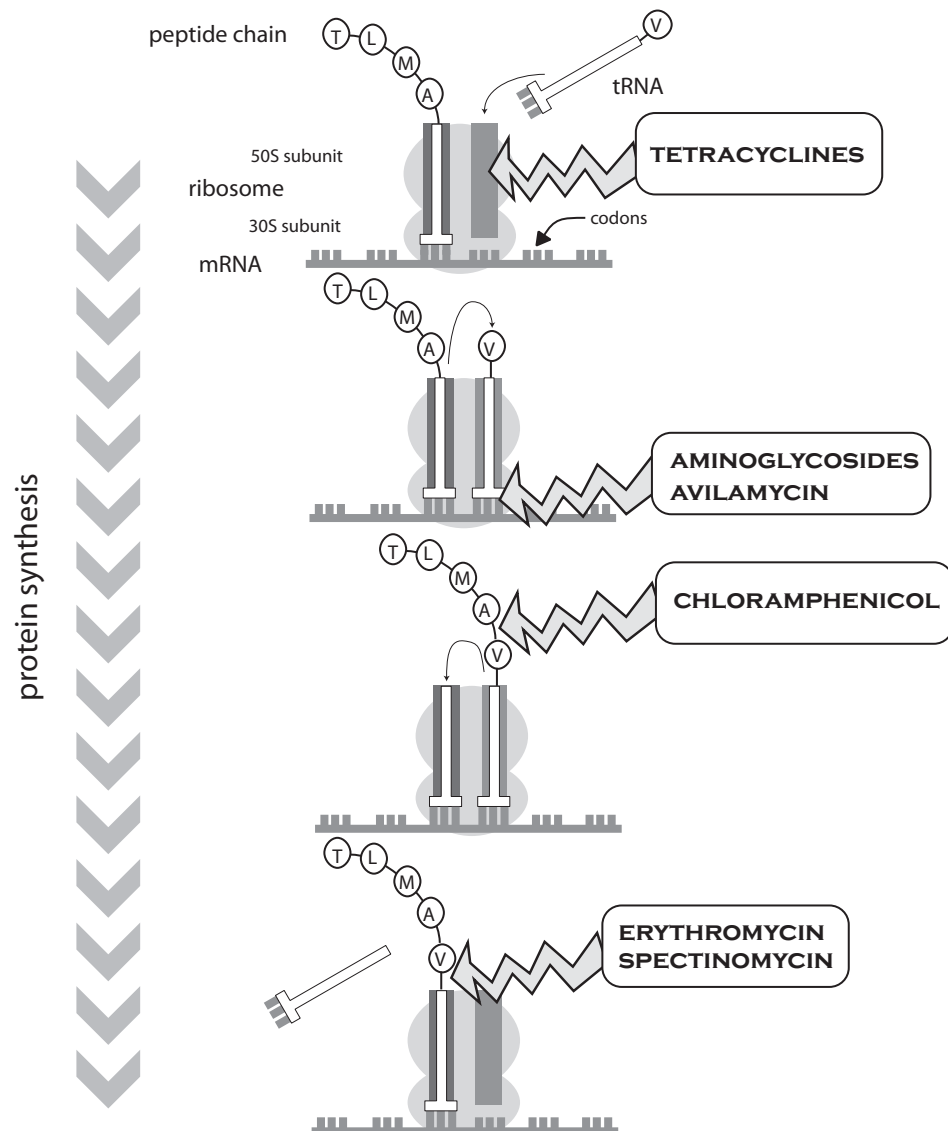 peptide chain
T L M A
V
tRNA
TETRACYCLINES
50S subunit
ribosome
30S subunit
codons
mRNA
T L M A
V
AMINOGLYCOSIDES
AVILAMYCIN
protein synthesis
T L M A V
CHLORAMPHENICOL
T L M A V
ERYTHROMYCIN
SPECTINOMYCIN